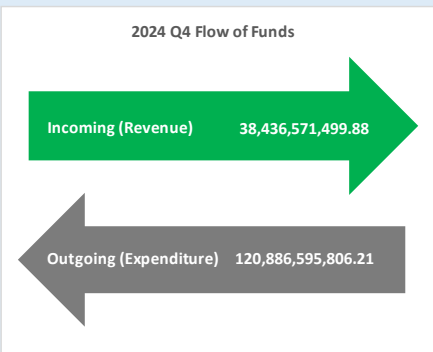 2024 Q4 Flow of Funds
Incoming (Revenue) 38,436,571,499.88
Outgoing (Expenditure) 120,886,595,806.21